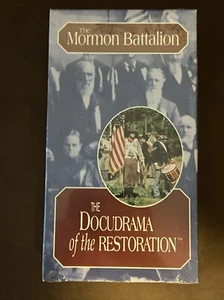 The
Mormon Battalion
THE
DOCUDRAMA
of the RESTORATION™